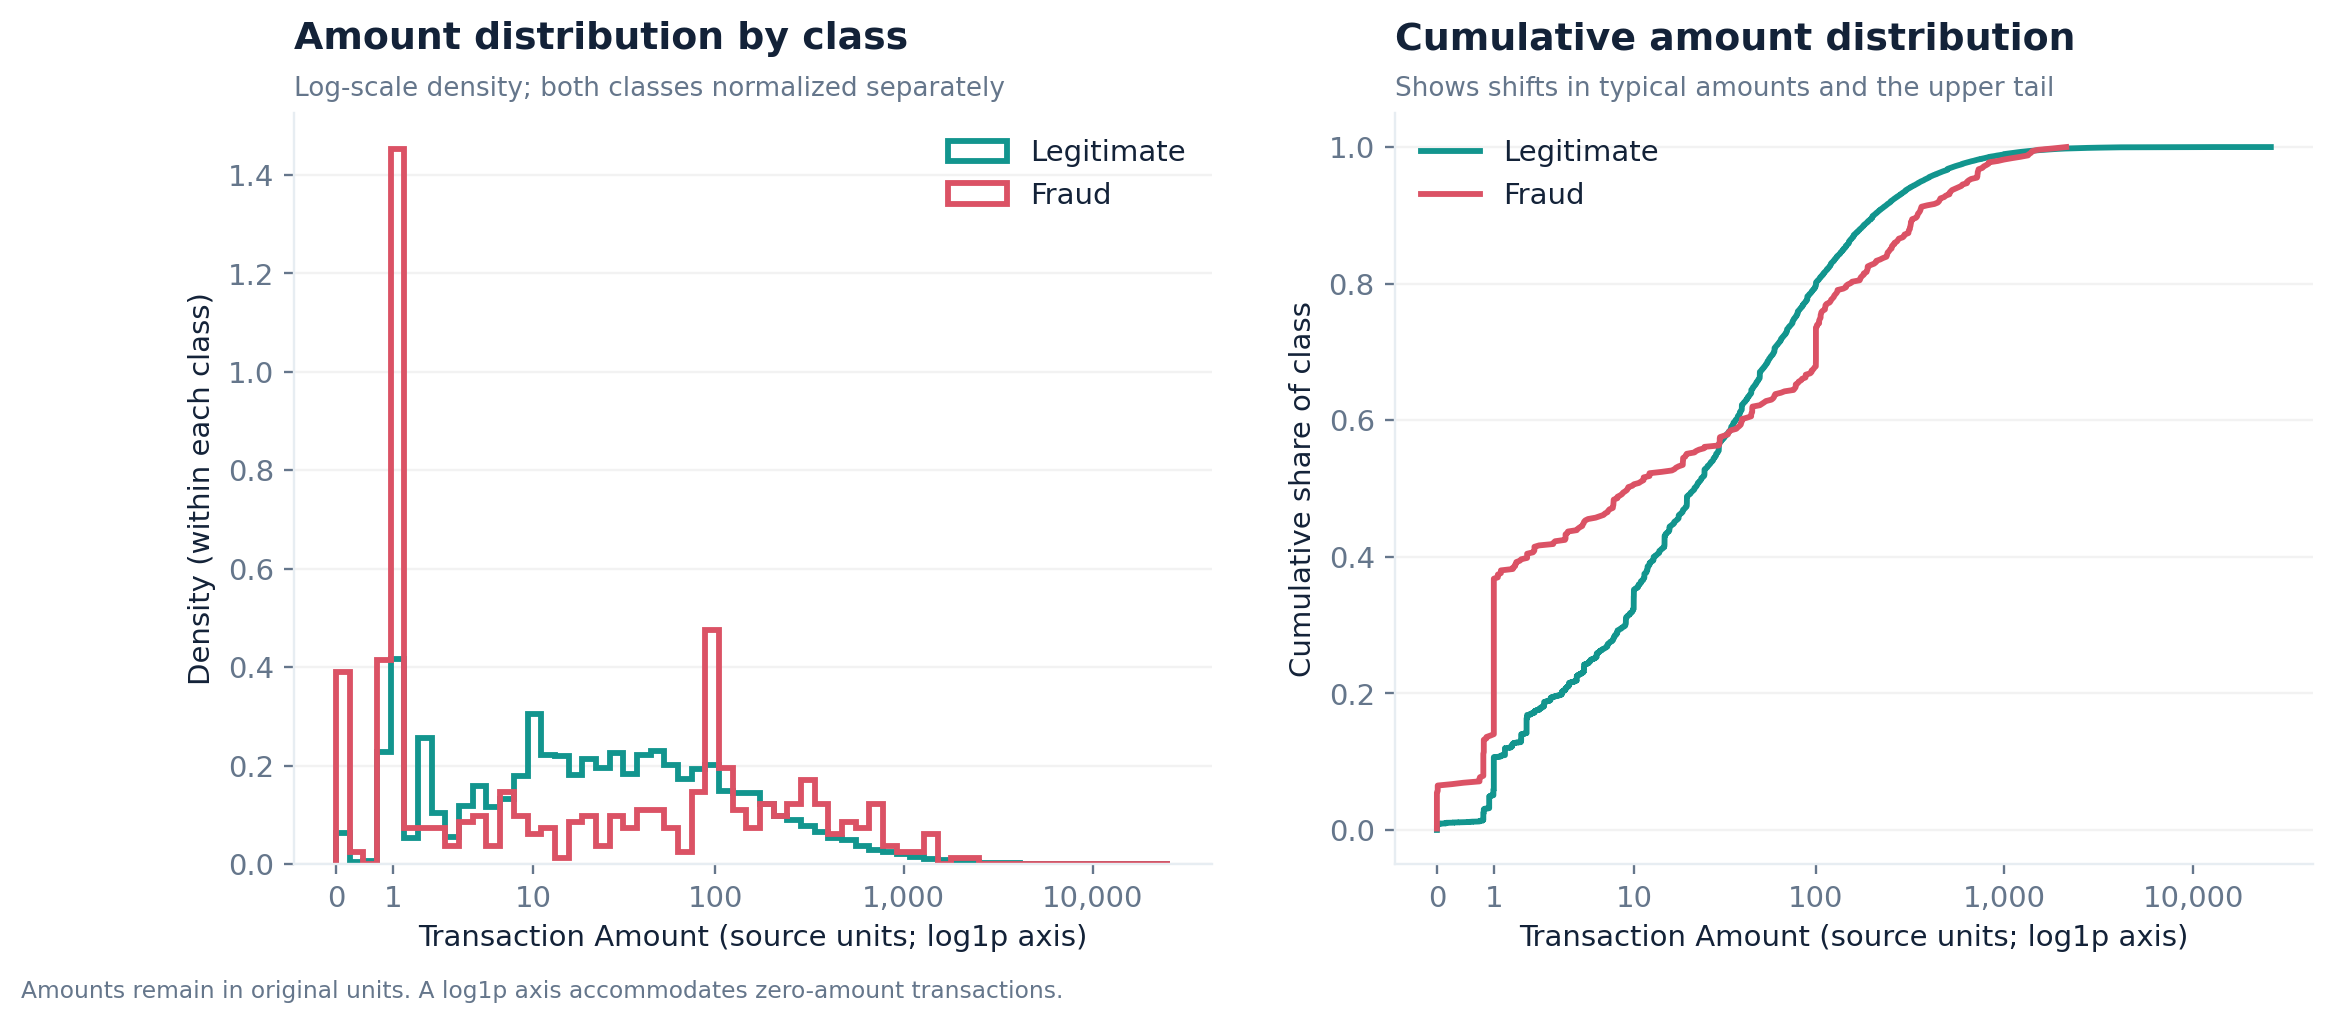 Amount distribution by class
Log-scale density; both classes normalized separately
Legitimate
Fraud
Density (within each class)
1.4
1.2
1.0
0.8
0.6
0.4
0.2
0.0
0
1
10
100
1,000
10,000
Transaction Amount (source units; log1p axis)
Cumulative amount distribution
Shows shifts in typical amounts and the upper tail
Legitimate
Fraud
Cumulative share of class
1.0
0.8
0.6
0.4
0.2
0.0
0
1
10
100
1,000
10,000
Transaction Amount (source units; log1p axis)
Amounts remain in original units. A log1p axis accommodates zero-amount transactions.